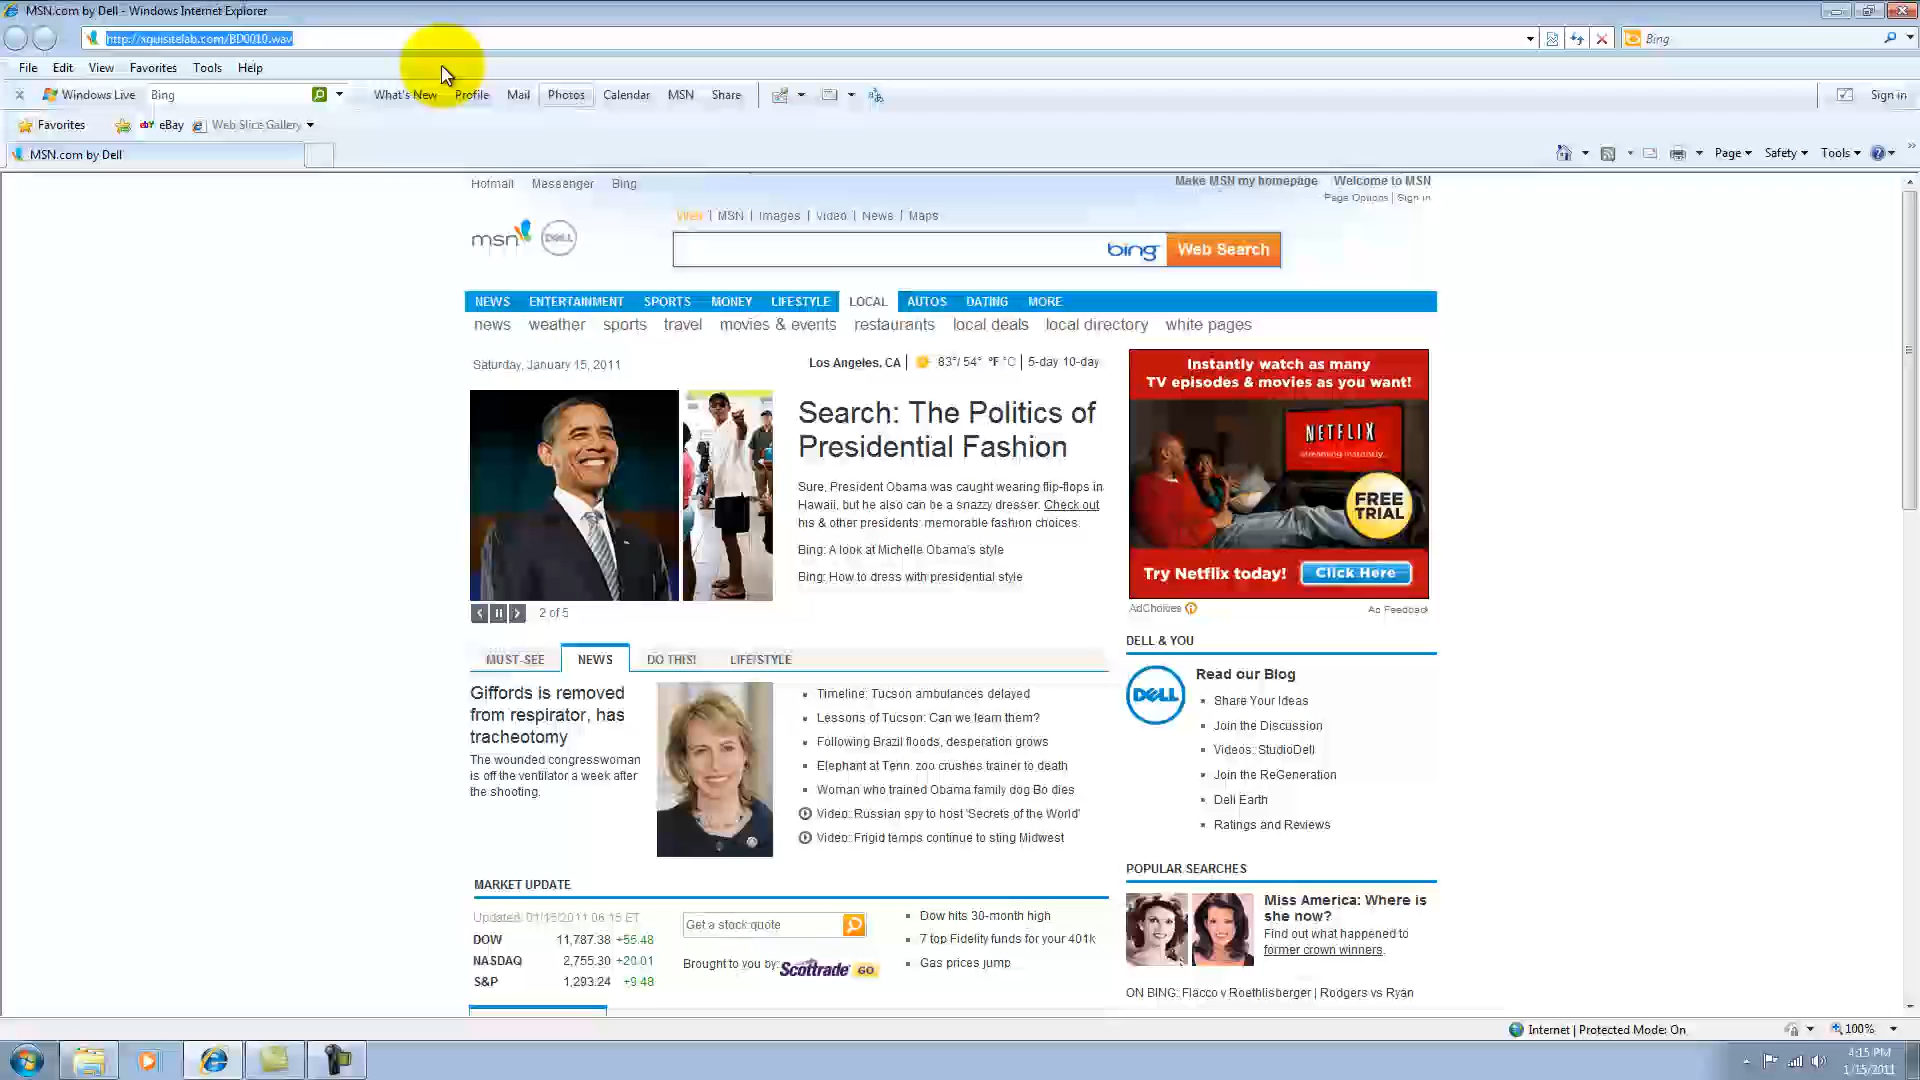 MSN.com by Dell - Windows Internet Explorer
http://xquisitelab.com/BD0010.wav
Bing
File Edit View Favorites Tools Help
Windows Live Bing What's New Profile Mail Photos Calendar MSN Share Sign in
Favorites eBay Web Slice Gallery
MSN.com by Dell
Page Safety Tools
Hotmail Messenger Bing
Make MSN my homepage Welcome to MSN
Page Options | Sign in
Web | MSN | Images | Video | News | Maps
msn DELL
bing Web Search
NEWS ENTERTAINMENT SPORTS MONEY LIFESTYLE LOCAL AUTOS DATING MORE
news weather sports travel movies & events restaurants local deals local directory white pages
Saturday, January 15, 2011
Los Angeles, CA | 83°/ 54° °F °C | 5-day 10-day
Search: The Politics of
Presidential Fashion
Sure, President Obama was caught wearing flip-flops in
Hawaii, but he also can be a snazzy dresser. Check out
his & other presidents' memorable fashion choices.
Bing: A look at Michelle Obama's style
Bing: How to dress with presidential style
2 of 5
Instantly watch as many
TV episodes & movies as you want!
NETFLIX
streaming instantly.
FREE
TRIAL
Try Netflix today! Click Here
AdChoices
Ad Feedback
MUST-SEE NEWS DO THIS! LIFESTYLE
Giffords is removed
from respirator, has
tracheotomy
The wounded congresswoman
is off the ventilator a week after
the shooting.
Timeline: Tucson ambulances delayed
Lessons of Tucson: Can we learn them?
Following Brazil floods, desperation grows
Elephant at Tenn. zoo crushes trainer to death
Woman who trained Obama family dog Bo dies
Video: Russian spy to host 'Secrets of the World'
Video: Frigid temps continue to sting Midwest
DELL & YOU
DELL
Read our Blog
Share Your Ideas
Join the Discussion
Videos: StudioDell
Join the ReGeneration
Dell Earth
Ratings and Reviews
MARKET UPDATE
Updated: 01/15/2011 06:15 ET
DOW 11,787.38 +55.48
NASDAQ 2,755.30 +20.01
S&P 1,293.24 +9.48
Get a stock quote
Brought to you by: Scottrade GO
Dow hits 30-month high
7 top Fidelity funds for your 401k
Gas prices jump
POPULAR SEARCHES
Miss America: Where is
she now?
Find out what happened to
former crown winners.
ON BING: Flacco v Roethlisberger | Rodgers vs Ryan
Internet | Protected Mode: On
100%
4:15 PM
1/15/2011